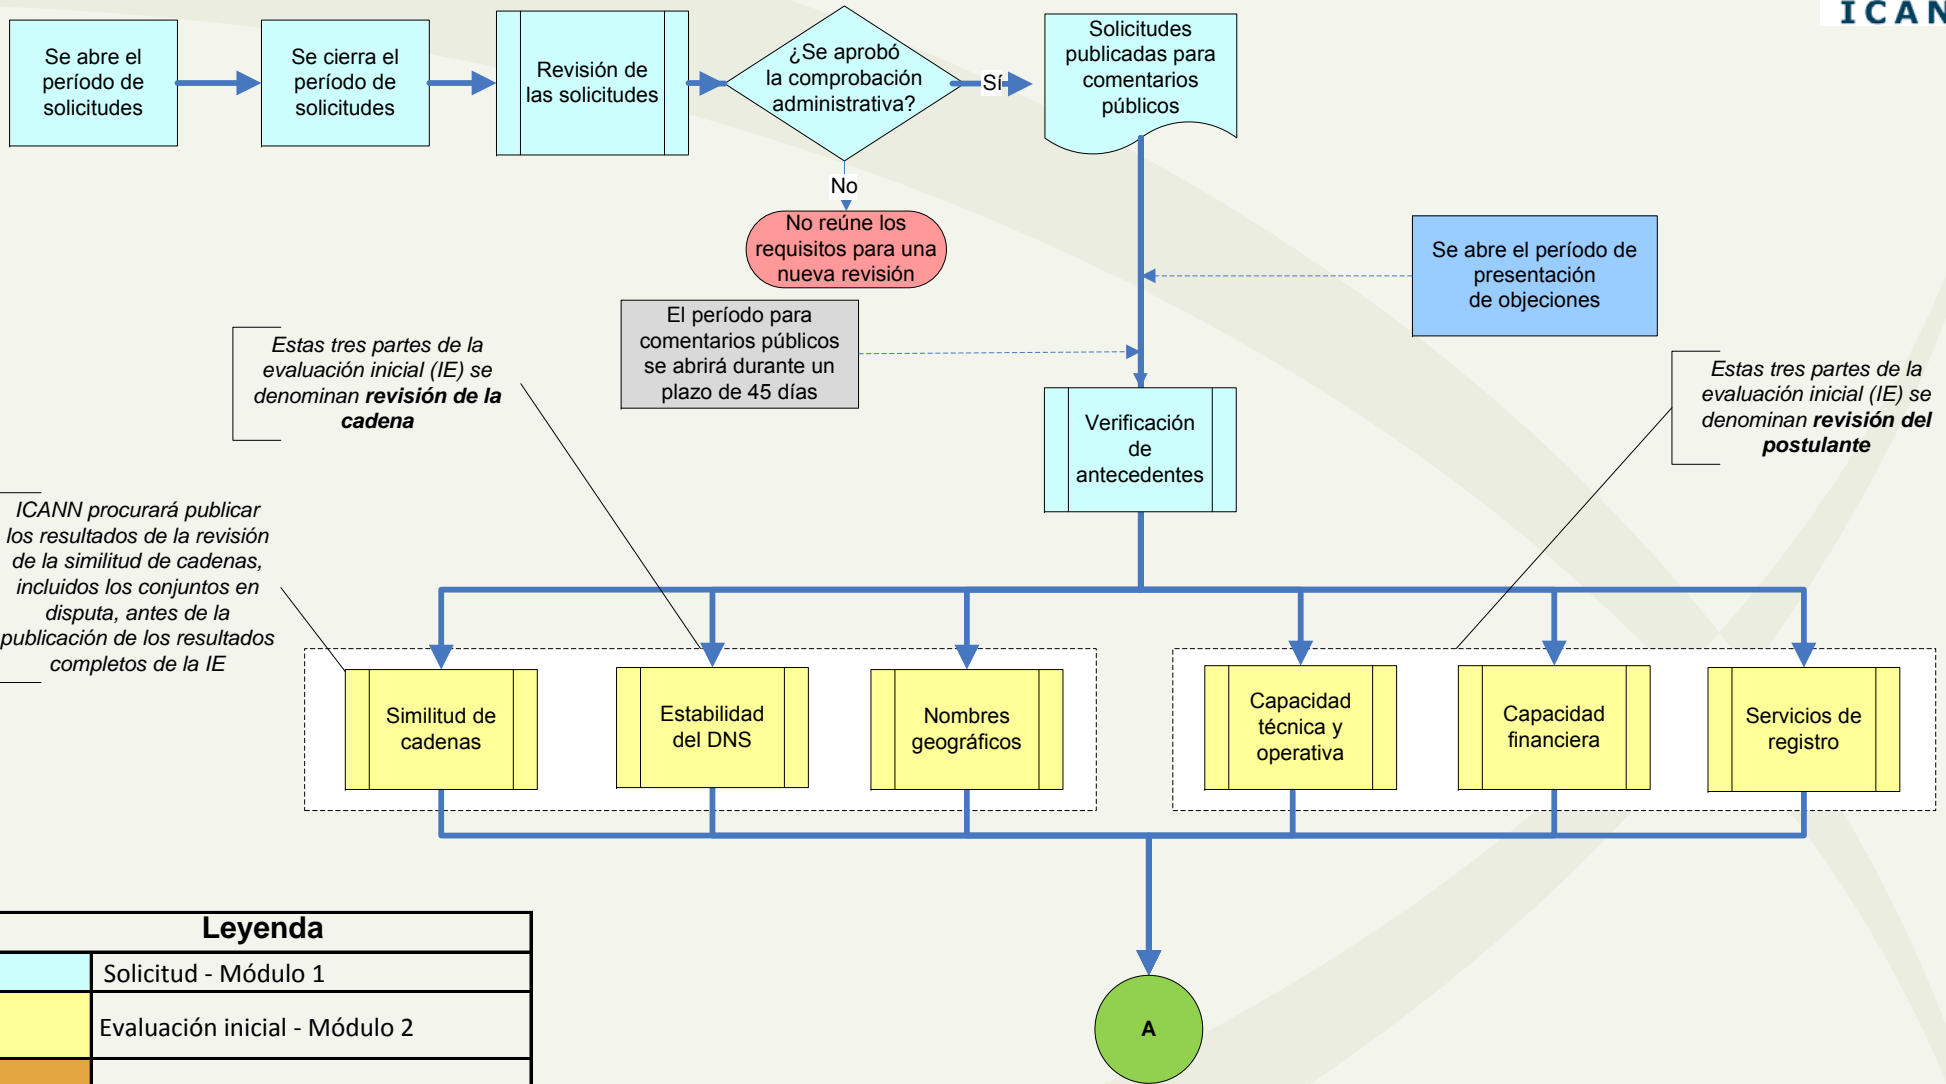 ICAN
Se abre el
período de
solicitudes
Se cierra el
período de
solicitudes
Revisión de
las solicitudes
¿Se aprobó
la comprobación
administrativa?
Sí
Solicitudes
publicadas para
comentarios
públicos
No
No reúne los
requisitos para una
nueva revisión
Se abre el período de
presentación
de objeciones
El período para
comentarios públicos
se abrirá durante un
plazo de 45 días
Estas tres partes de la
evaluación inicial (IE) se
denominan revisión de la
cadena
Estas tres partes de la
evaluación inicial (IE) se
denominan revisión del
postulante
Verificación
de
antecedentes
ICANN procurará publicar
los resultados de la revisión
de la similitud de cadenas,
incluidos los conjuntos en
disputa, antes de la
publicación de los resultados
completos de la IE
Similitud de
cadenas
Estabilidad
del DNS
Nombres
geográficos
Capacidad
técnica y
operativa
Capacidad
financiera
Servicios de
registro
A
Leyenda
Solicitud - Módulo 1
Evaluación inicial - Módulo 2